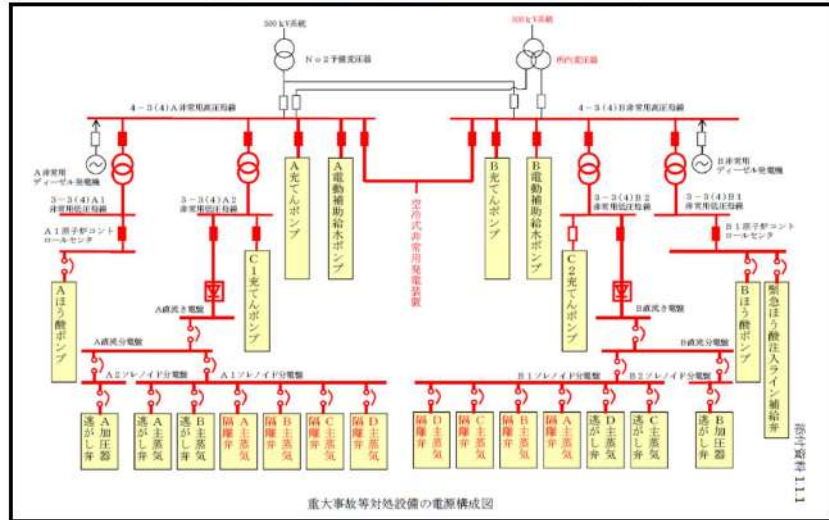 500kV系統
500kV系統
No2予備変圧器
所内変圧器
4-3(4)A非常用高圧母線
4-3(4)B非常用高圧母線
A非常用
ディーゼル発電機
B非常用
ディーゼル発電機
3-3(4)A1
非常用低圧母線
3-3(4)A2
非常用低圧母線
3-3(4)B2
非常用低圧母線
3-3(4)B1
非常用低圧母線
A1原子炉コント
ロールセンタ
B1原子炉コント
ロールセンタ
A充てんポンプ
A電動補助給水ポンプ
空冷式非常用発電装置
B充てんポンプ
B電動補助給水ポンプ
Aほう酸ポンプ
C1充てんポンプ
C2充てんポンプ
Bほう酸ポンプ
緊急ほう酸注入ライン補給弁
A直流き電盤
B直流き電盤
A直流分電盤
B直流分電盤
A2ソレノイド分電盤
A1ソレノイド分電盤
B1ソレノイド分電盤
B2ソレノイド分電盤
A加圧器
逃がし弁
A主蒸気
逃がし弁
B主蒸気
逃がし弁
A主蒸気
隔離弁
B主蒸気
隔離弁
C主蒸気
隔離弁
D主蒸気
隔離弁
D主蒸気
隔離弁
C主蒸気
隔離弁
B主蒸気
隔離弁
A主蒸気
隔離弁
D主蒸気
逃がし弁
C主蒸気
逃がし弁
B加圧器
逃がし弁
添付資料 1.1.1
重大事故等対処設備の電源構成図